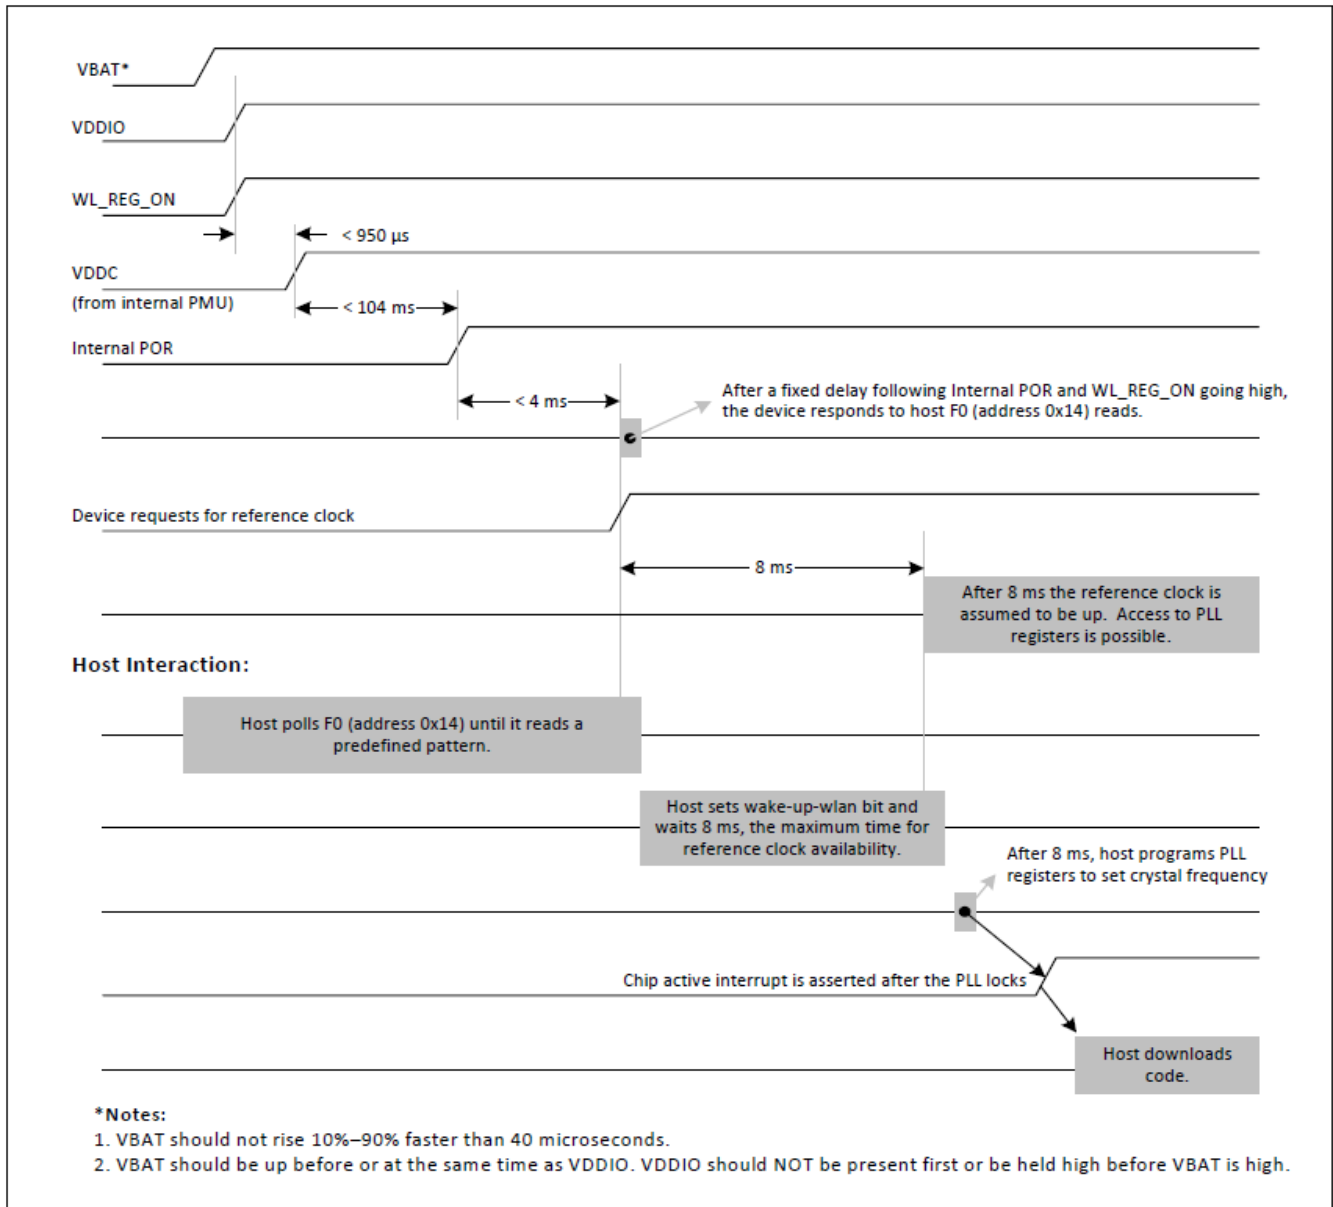 VBAT*
VDDIO
WL_REG_ON
< 950 µs
VDDC
(from internal PMU)
< 104 ms
Internal POR
< 4 ms
After a fixed delay following Internal POR and WL_REG_ON going high,
the device responds to host F0 (address 0x14) reads.
Device requests for reference clock
8 ms
After 8 ms the reference clock is
assumed to be up. Access to PLL
registers is possible.
Host Interaction:
Host polls F0 (address 0x14) until it reads a
predefined pattern.
Host sets wake-up-wlan bit and
waits 8 ms, the maximum time for
reference clock availability.
After 8 ms, host programs PLL
registers to set crystal frequency
Chip active interrupt is asserted after the PLL locks
Host downloads
code.
*Notes:
1. VBAT should not rise 10%–90% faster than 40 microseconds.
2. VBAT should be up before or at the same time as VDDIO. VDDIO should NOT be present first or be held high before VBAT is high.